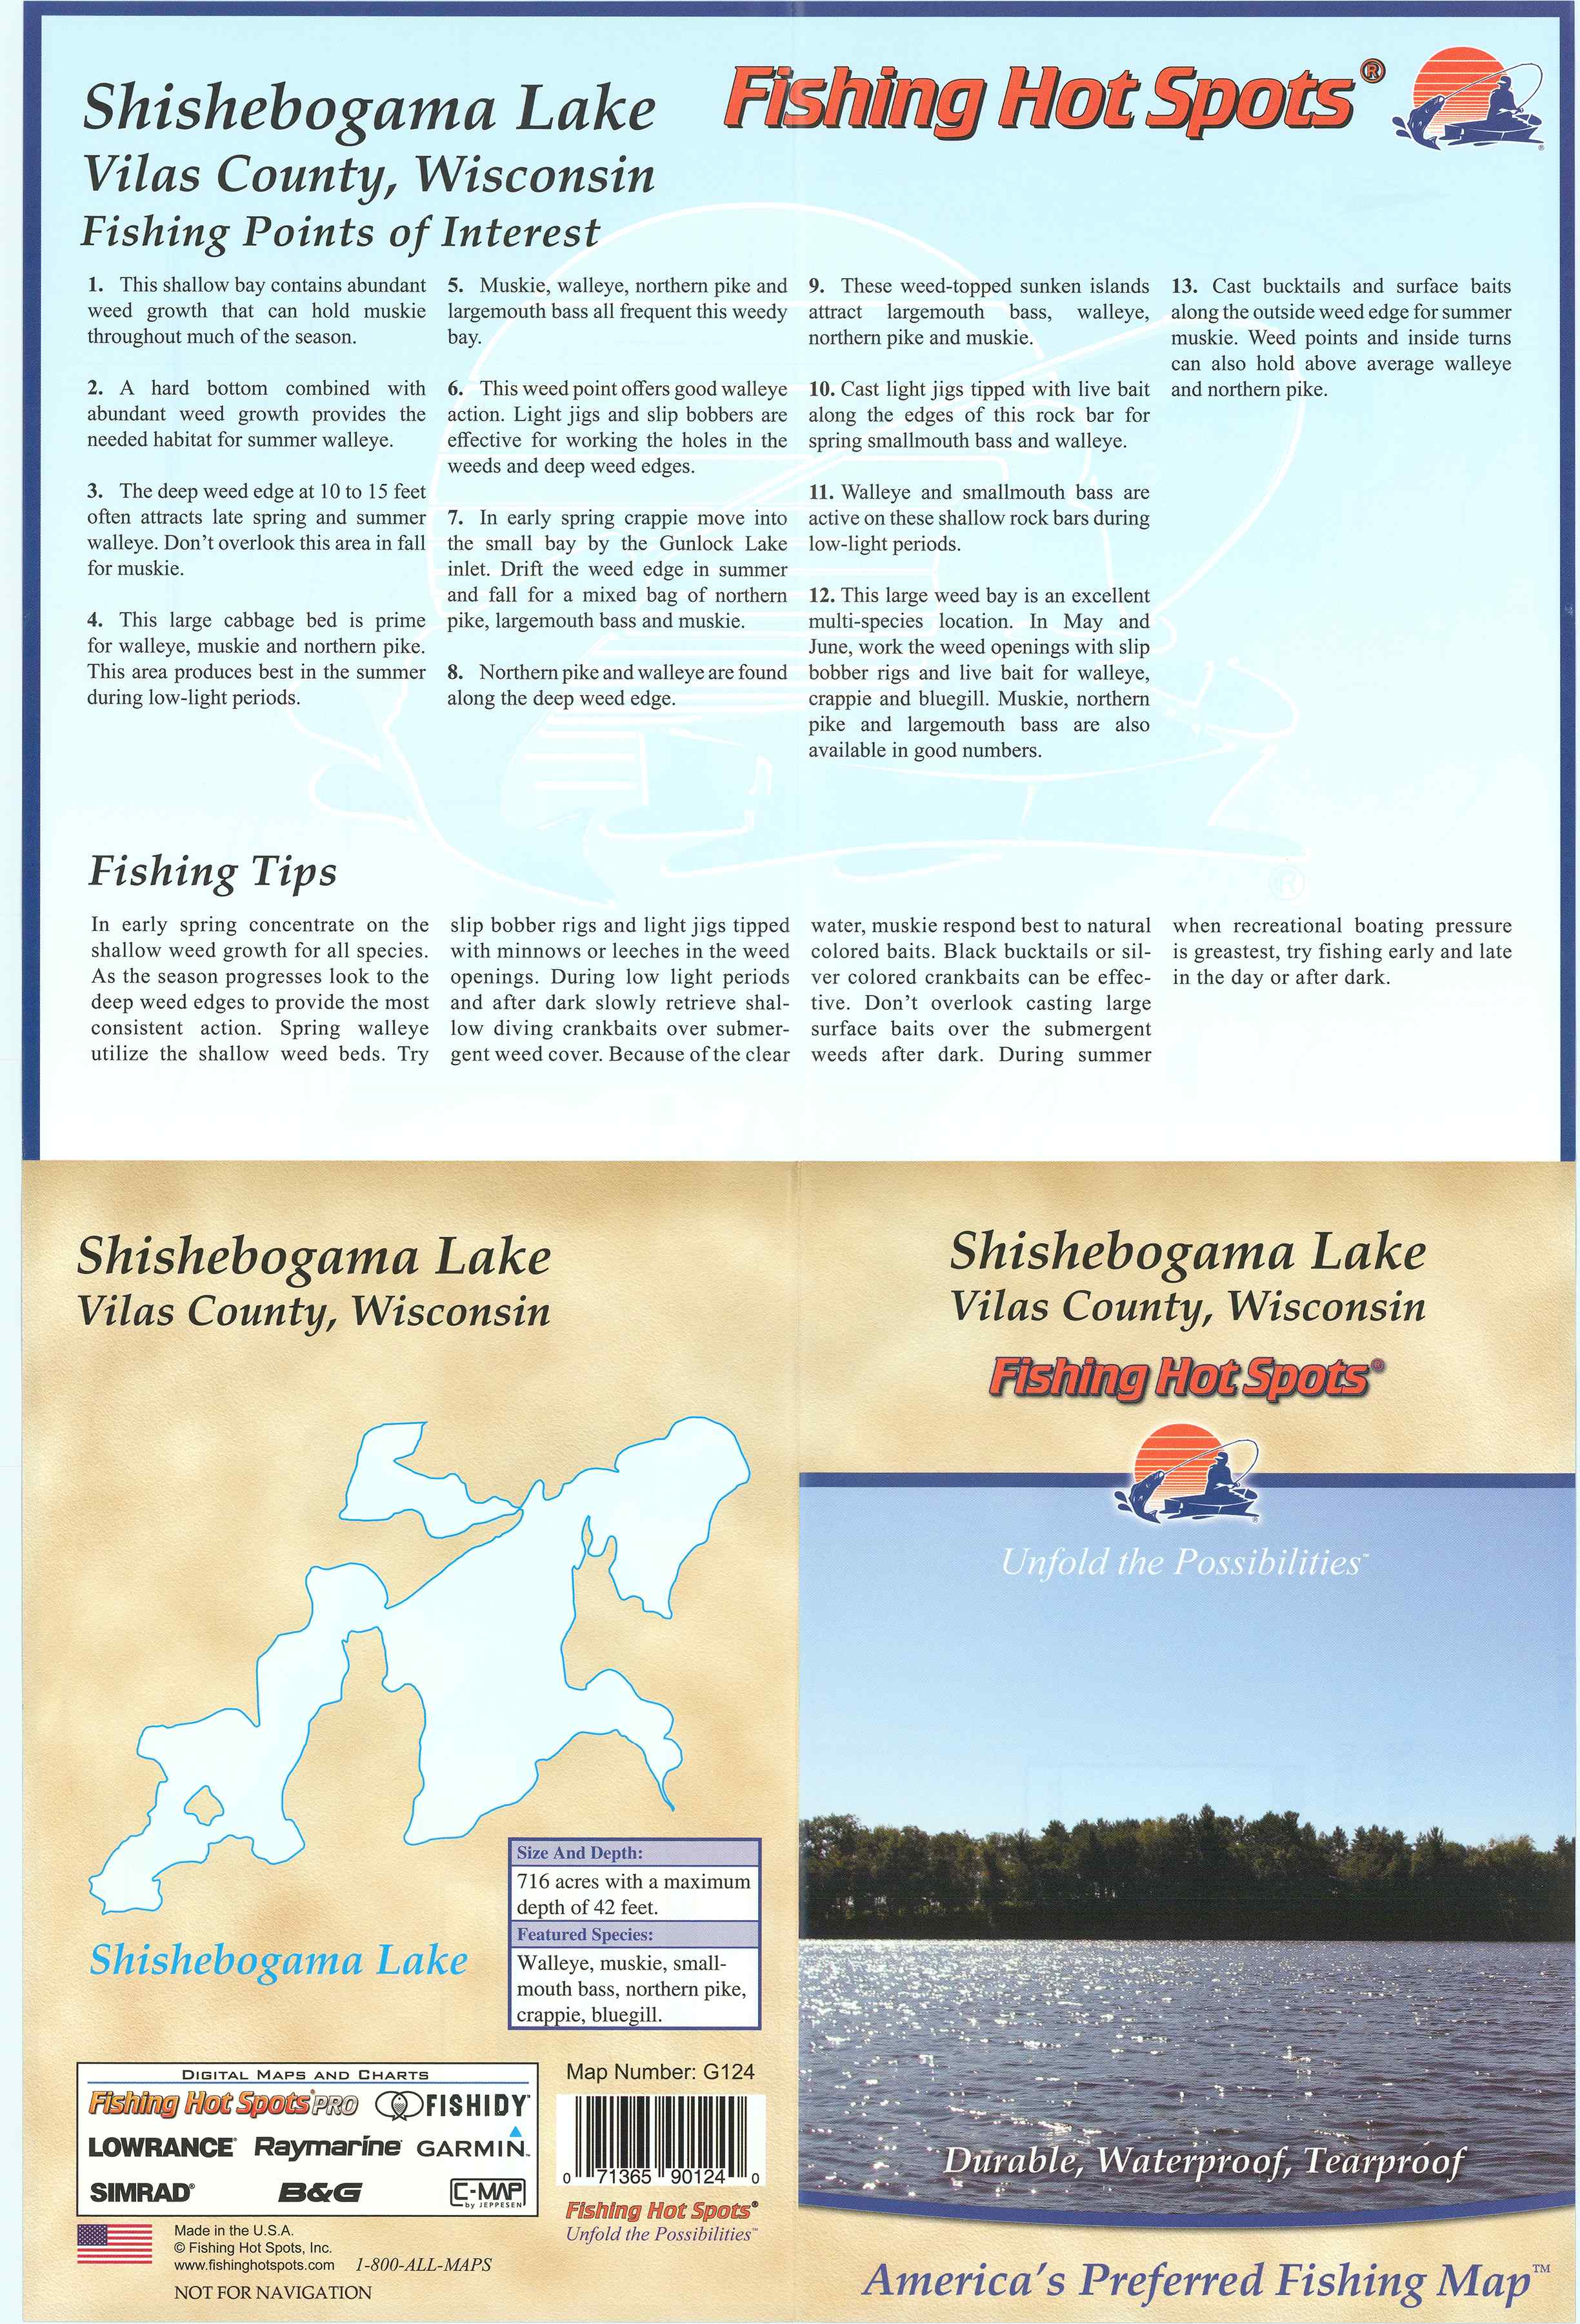 Shishebogama Lake
Vilas County, Wisconsin
Fishing Points of Interest
Fishing Hot Spots®
1. This shallow bay contains abundant
weed growth that can hold muskie
throughout much of the season.
2. A hard bottom combined with
abundant weed growth provides the
needed habitat for summer walleye.
3. The deep weed edge at 10 to 15 feet
often attracts late spring and summer
walleye. Don't overlook this area in fall
for muskie.
4. This large cabbage bed is prime
for walleye, muskie and northern pike.
This area produces best in the summer
during low-light periods.
5. Muskie, walleye, northern pike and
largemouth bass all frequent this weedy
bay.
6. This weed point offers good walleye
action. Light jigs and slip bobbers are
effective for working the holes in the
weeds and deep weed edges.
7. In early spring crappie move into
the small bay by the Gunlock Lake
inlet. Drift the weed edge in summer
and fall for a mixed bag of northern
pike, largemouth bass and muskie.
8. Northern pike and walleye are found
along the deep weed edge.
9. These weed-topped sunken islands
attract largemouth bass, walleye,
northern pike and muskie.
10. Cast light jigs tipped with live bait
along the edges of this rock bar for
spring smallmouth bass and walleye.
11. Walleye and smallmouth bass are
active on these shallow rock bars during
low-light periods.
12. This large weed bay is an excellent
multi-species location. In May and
June, work the weed openings with slip
bobber rigs and live bait for walleye,
crappie and bluegill. Muskie, northern
pike and largemouth bass are also
available in good numbers.
13. Cast bucktails and surface baits
along the outside weed edge for summer
muskie. Weed points and inside turns
can also hold above average walleye
and northern pike.
Fishing Tips
In early spring concentrate on the
shallow weed growth for all species.
As the season progresses look to the
deep weed edges to provide the most
consistent action. Spring walleye
utilize the shallow weed beds. Try
slip bobber rigs and light jigs tipped
with minnows or leeches in the weed
openings. During low light periods
and after dark slowly retrieve shal-
low diving crankbaits over submer-
gent weed cover. Because of the clear
water, muskie respond best to natural
colored baits. Black bucktails or sil-
ver colored crankbaits can be effec-
tive. Don't overlook casting large
surface baits over the submergent
weeds after dark. During summer
when recreational boating pressure
is greastest, try fishing early and late
in the day or after dark.
Shishebogama Lake
Vilas County, Wisconsin
Shishebogama Lake
Size And Depth:
716 acres with a maximum
depth of 42 feet.
Featured Species:
Walleye, muskie, small-
mouth bass, northern pike,
crappie, bluegill.
DIGITAL MAPS AND CHARTS
Fishing Hot Spots® PRO FISHIDY
LOWRANCE® Raymarine® GARMIN™
SIMRAD® B&G C-MAP
by JEPPESEN
Map Number: G124
0 71365 90124 0
Fishing Hot Spots®
Unfold the Possibilities™
Made in the U.S.A.
© Fishing Hot Spots, Inc.
www.fishinghotspots.com 1-800-ALL-MAPS
NOT FOR NAVIGATION
Shishebogama Lake
Vilas County, Wisconsin
Fishing Hot Spots®
Unfold the Possibilities™
Durable, Waterproof, Tearproof
America's Preferred Fishing Map™